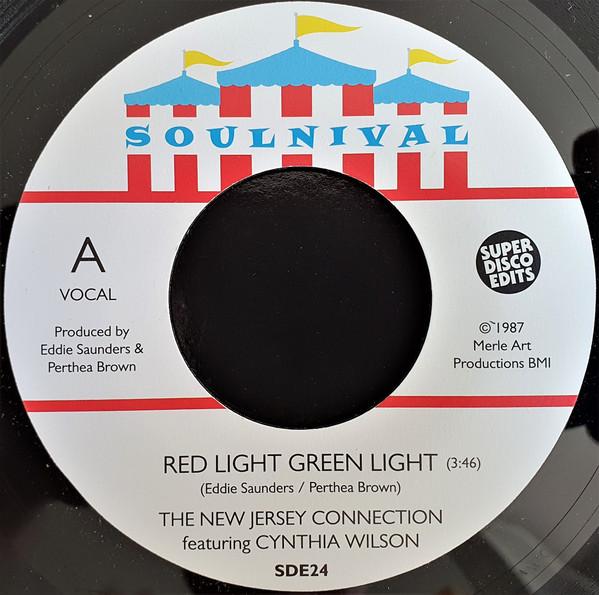 SOULNIVAL
A
VOCAL
Produced by
Eddie Saunders &
Perthea Brown
SUPER
DISCO
EDITS
©1987
Merle Art
Productions BMI
RED LIGHT GREEN LIGHT (3:46)
(Eddie Saunders / Perthea Brown)
THE NEW JERSEY CONNECTION
featuring CYNTHIA WILSON
SDE24